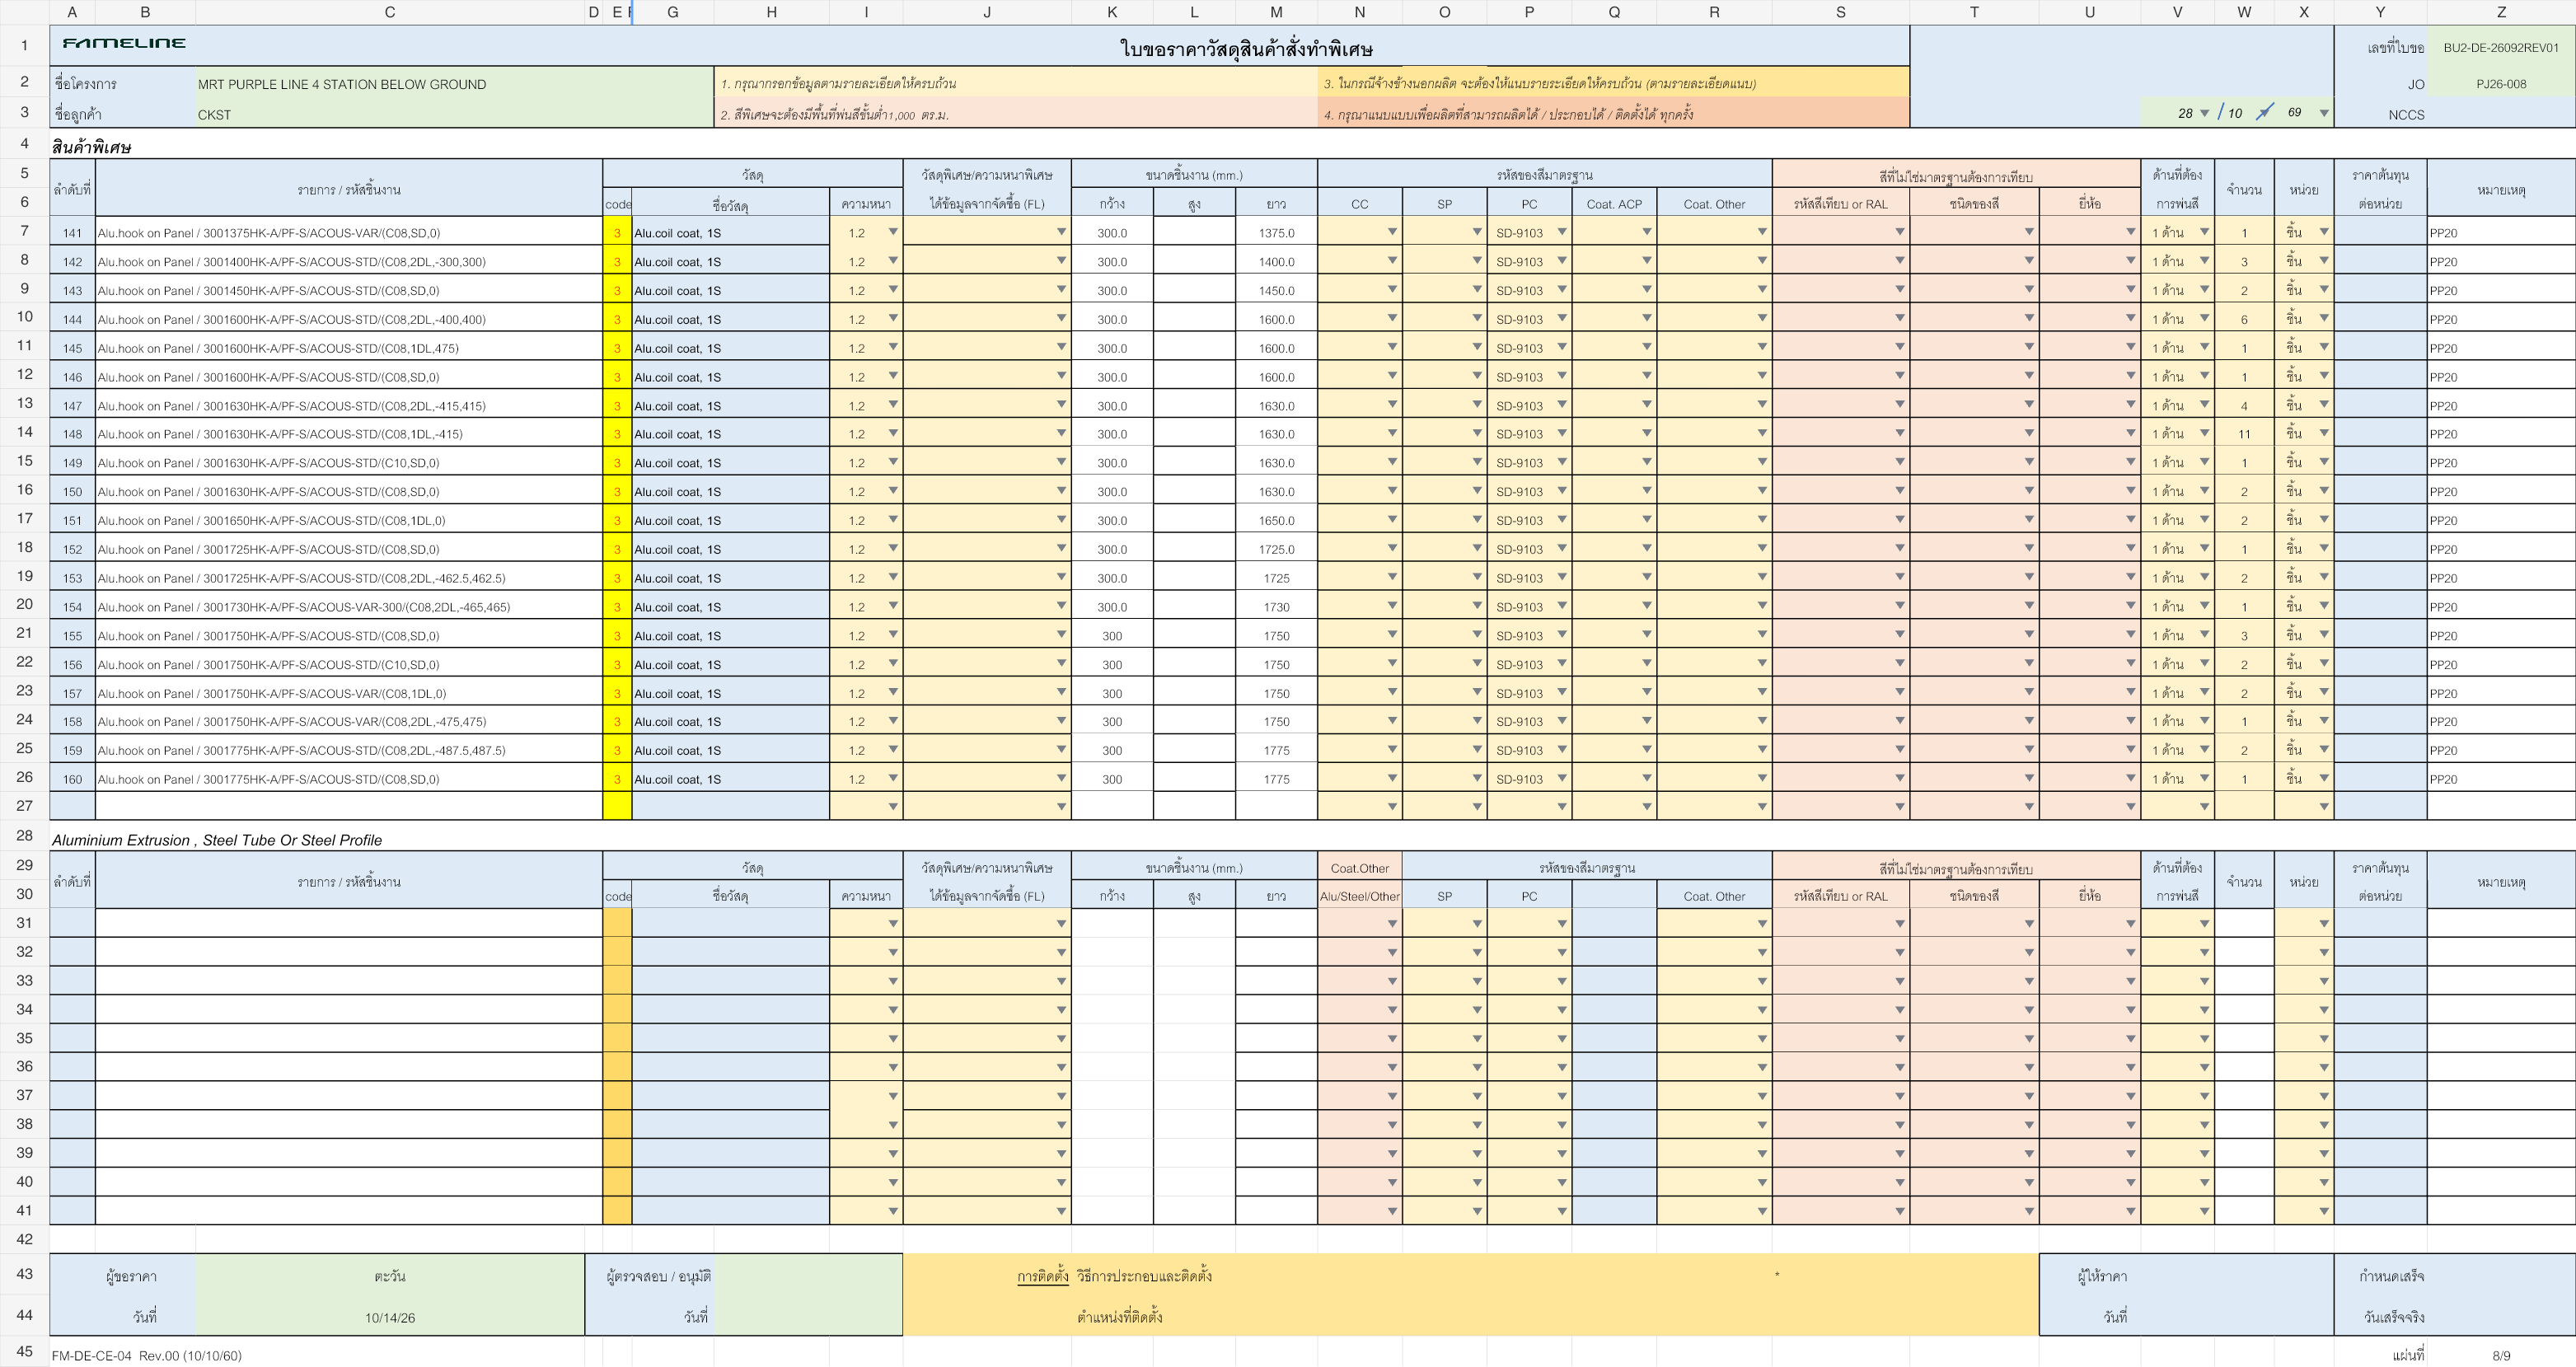 A B C D E F G H I J K L M N O P Q R S T U V W X Y Z
1 FAMELINE ใบขอราคาวัสดุสินค้าสั่งทำพิเศษ เลขที่ใบขอ BU2-DE-26092REV01
2 ชื่อโครงการ MRT PURPLE LINE 4 STATION BELOW GROUND 1. กรุณากรอกข้อมูลตามรายละเอียดให้ครบถ้วน 3. ในกรณีจ้างข้างนอกผลิต จะต้องให้แนบรายระเอียดให้ครบถ้วน (ตามรายละเอียดแนบ) JO PJ26-008
3 ชื่อลูกค้า CKST 2. สีพิเศษจะต้องมีพื้นที่พ่นสีขั้นต่ำ1,000 ตร.ม. 4. กรุณาแนบแบบเพื่อผลิตที่สามารถผลิตได้ / ประกอบได้ / ติดตั้งได้ ทุกครั้ง 28 / 10 / 69 NCCS
4 สินค้าพิเศษ
5 ลำดับที่ รายการ / รหัสชิ้นงาน วัสดุ วัสดุพิเศษ/ความหนาพิเศษ ขนาดชิ้นงาน (mm.) รหัสของสีมาตรฐาน สีที่ไม่ใช่มาตรฐานต้องการเทียบ ด้านที่ต้อง จำนวน หน่วย ราคาต้นทุน หมายเหตุ
6 code ชื่อวัสดุ ความหนา ได้ข้อมูลจากจัดซื้อ (FL) กว้าง สูง ยาว CC SP PC Coat. ACP Coat. Other รหัสสีเทียบ or RAL ชนิดของสี ยี่ห้อ การพ่นสี ต่อหน่วย
7 141 Alu.hook on Panel / 3001375HK-A/PF-S/ACOUS-VAR/(C08,SD,0) 3 Alu.coil coat, 1S 1.2 300.0 1375.0 SD-9103 1 ด้าน 1 ชิ้น PP20
8 142 Alu.hook on Panel / 3001400HK-A/PF-S/ACOUS-STD/(C08,2DL,-300,300) 3 Alu.coil coat, 1S 1.2 300.0 1400.0 SD-9103 1 ด้าน 3 ชิ้น PP20
9 143 Alu.hook on Panel / 3001450HK-A/PF-S/ACOUS-STD/(C08,SD,0) 3 Alu.coil coat, 1S 1.2 300.0 1450.0 SD-9103 1 ด้าน 2 ชิ้น PP20
10 144 Alu.hook on Panel / 3001600HK-A/PF-S/ACOUS-STD/(C08,2DL,-400,400) 3 Alu.coil coat, 1S 1.2 300.0 1600.0 SD-9103 1 ด้าน 6 ชิ้น PP20
11 145 Alu.hook on Panel / 3001600HK-A/PF-S/ACOUS-STD/(C08,1DL,475) 3 Alu.coil coat, 1S 1.2 300.0 1600.0 SD-9103 1 ด้าน 1 ชิ้น PP20
12 146 Alu.hook on Panel / 3001600HK-A/PF-S/ACOUS-STD/(C08,SD,0) 3 Alu.coil coat, 1S 1.2 300.0 1600.0 SD-9103 1 ด้าน 1 ชิ้น PP20
13 147 Alu.hook on Panel / 3001630HK-A/PF-S/ACOUS-STD/(C08,2DL,-415,415) 3 Alu.coil coat, 1S 1.2 300.0 1630.0 SD-9103 1 ด้าน 4 ชิ้น PP20
14 148 Alu.hook on Panel / 3001630HK-A/PF-S/ACOUS-STD/(C08,1DL,-415) 3 Alu.coil coat, 1S 1.2 300.0 1630.0 SD-9103 1 ด้าน 11 ชิ้น PP20
15 149 Alu.hook on Panel / 3001630HK-A/PF-S/ACOUS-STD/(C10,SD,0) 3 Alu.coil coat, 1S 1.2 300.0 1630.0 SD-9103 1 ด้าน 1 ชิ้น PP20
16 150 Alu.hook on Panel / 3001630HK-A/PF-S/ACOUS-STD/(C08,SD,0) 3 Alu.coil coat, 1S 1.2 300.0 1630.0 SD-9103 1 ด้าน 2 ชิ้น PP20
17 151 Alu.hook on Panel / 3001650HK-A/PF-S/ACOUS-STD/(C08,1DL,0) 3 Alu.coil coat, 1S 1.2 300.0 1650.0 SD-9103 1 ด้าน 2 ชิ้น PP20
18 152 Alu.hook on Panel / 3001725HK-A/PF-S/ACOUS-STD/(C08,SD,0) 3 Alu.coil coat, 1S 1.2 300.0 1725.0 SD-9103 1 ด้าน 1 ชิ้น PP20
19 153 Alu.hook on Panel / 3001725HK-A/PF-S/ACOUS-STD/(C08,2DL,-462.5,462.5) 3 Alu.coil coat, 1S 1.2 300.0 1725 SD-9103 1 ด้าน 2 ชิ้น PP20
20 154 Alu.hook on Panel / 3001730HK-A/PF-S/ACOUS-VAR-300/(C08,2DL,-465,465) 3 Alu.coil coat, 1S 1.2 300.0 1730 SD-9103 1 ด้าน 1 ชิ้น PP20
21 155 Alu.hook on Panel / 3001750HK-A/PF-S/ACOUS-STD/(C08,SD,0) 3 Alu.coil coat, 1S 1.2 300 1750 SD-9103 1 ด้าน 3 ชิ้น PP20
22 156 Alu.hook on Panel / 3001750HK-A/PF-S/ACOUS-STD/(C10,SD,0) 3 Alu.coil coat, 1S 1.2 300 1750 SD-9103 1 ด้าน 2 ชิ้น PP20
23 157 Alu.hook on Panel / 3001750HK-A/PF-S/ACOUS-VAR/(C08,1DL,0) 3 Alu.coil coat, 1S 1.2 300 1750 SD-9103 1 ด้าน 2 ชิ้น PP20
24 158 Alu.hook on Panel / 3001750HK-A/PF-S/ACOUS-VAR/(C08,2DL,-475,475) 3 Alu.coil coat, 1S 1.2 300 1750 SD-9103 1 ด้าน 1 ชิ้น PP20
25 159 Alu.hook on Panel / 3001775HK-A/PF-S/ACOUS-STD/(C08,2DL,-487.5,487.5) 3 Alu.coil coat, 1S 1.2 300 1775 SD-9103 1 ด้าน 2 ชิ้น PP20
26 160 Alu.hook on Panel / 3001775HK-A/PF-S/ACOUS-STD/(C08,SD,0) 3 Alu.coil coat, 1S 1.2 300 1775 SD-9103 1 ด้าน 1 ชิ้น PP20
27
28 Aluminium Extrusion , Steel Tube Or Steel Profile
29 ลำดับที่ รายการ / รหัสชิ้นงาน วัสดุ วัสดุพิเศษ/ความหนาพิเศษ ขนาดชิ้นงาน (mm.) Coat.Other รหัสของสีมาตรฐาน สีที่ไม่ใช่มาตรฐานต้องการเทียบ ด้านที่ต้อง จำนวน หน่วย ราคาต้นทุน หมายเหตุ
30 code ชื่อวัสดุ ความหนา ได้ข้อมูลจากจัดซื้อ (FL) กว้าง สูง ยาว Alu/Steel/Other SP PC Coat. Other รหัสสีเทียบ or RAL ชนิดของสี ยี่ห้อ การพ่นสี ต่อหน่วย
31
32
33
34
35
36
37
38
39
40
41
42
43 ผู้ขอราคา ตะวัน ผู้ตรวจสอบ / อนุมัติ การติดตั้ง วิธีการประกอบและติดตั้ง * ผู้ให้ราคา กำหนดเสร็จ
44 วันที่ 10/14/26 วันที่ ตำแหน่งที่ติดตั้ง วันที่ วันเสร็จจริง
45 FM-DE-CE-04 Rev.00 (10/10/60) แผ่นที่ 8/9